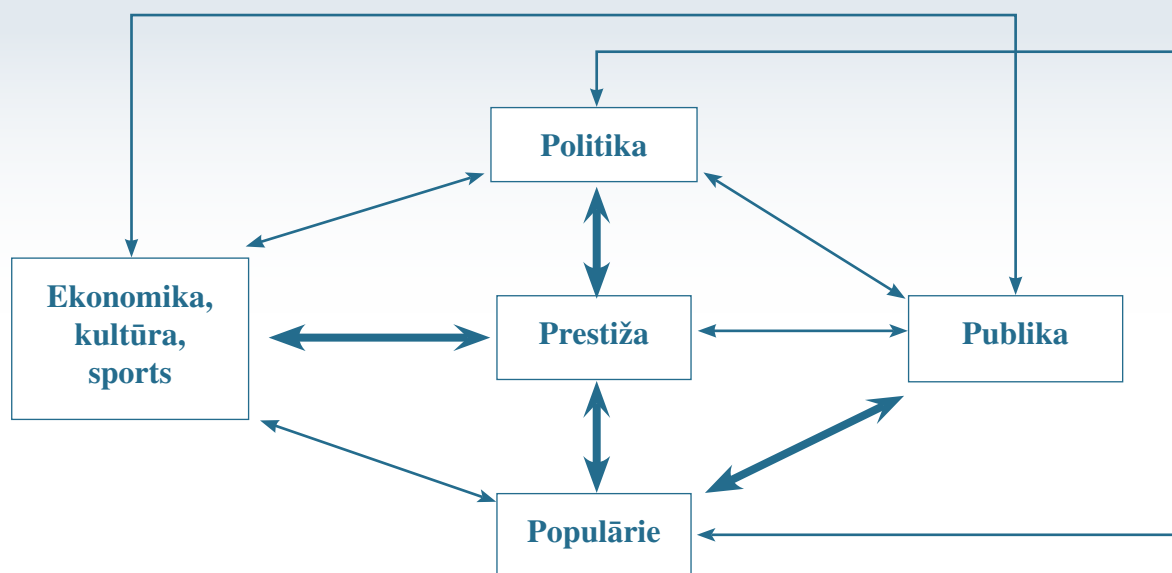 Politika
Ekonomika,
kultūra,
sports
Prestiža
Publika
Populārie